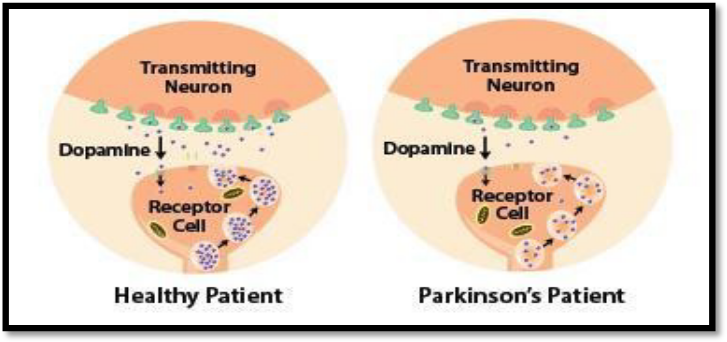 Transmitting
Neuron
Dopamine
Receptor
Cell
Healthy Patient
Transmitting
Neuron
Dopamine
Receptor
Cell
Parkinson's Patient